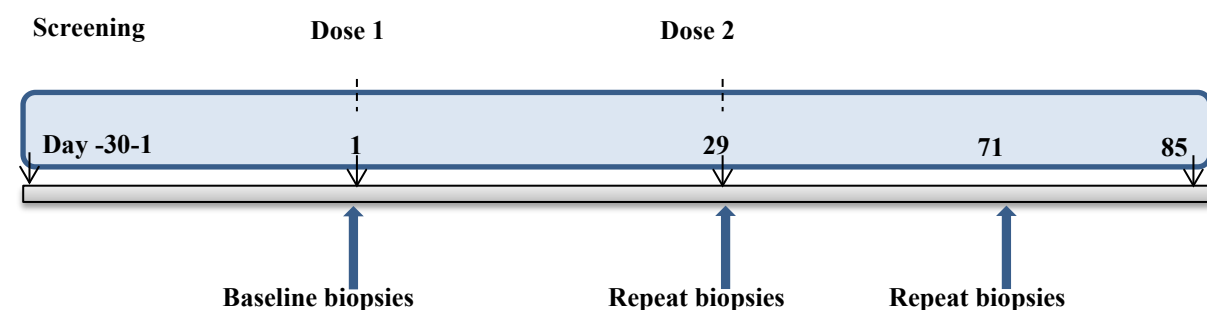 Screening Dose 1 Dose 2
Day -30-1 1 29 71 85
Baseline biopsies Repeat biopsies Repeat biopsies